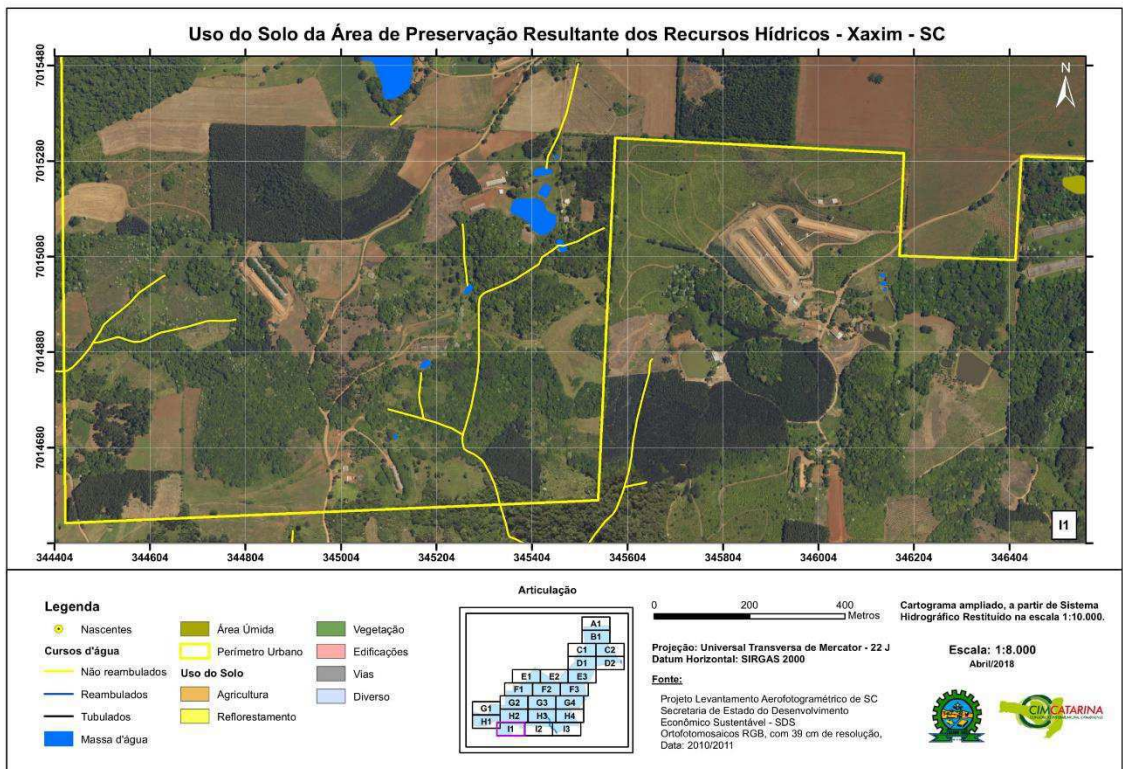 Uso do Solo da Área de Preservação Resultante dos Recursos Hídricos - Xaxim - SC
7015480
7015280
7015080
7014880
7014680
N
I1
344404 344604 344804 345004 345204 345404 345604 345804 346004 346204 346404
Legenda
Nascentes
Cursos d'água
Não reambulados
Reambulados
Tubulados
Massa d'água
Área Úmida
Perímetro Urbano
Uso do Solo
Agricultura
Reflorestamento
Vegetação
Edificações
Vias
Diverso
Articulação
A1
B1
C1 C2
D1 D2
E1 E2 E3
F1 F2 F3
G1 G2 G3 G4
H1 H2 H3 H4
I1 I2 I3
0 200 400
Metros
Projeção: Universal Transversa de Mercator - 22 J
Datum Horizontal: SIRGAS 2000
Fonte:
Projeto Levantamento Aerofotogramétrico de SC
Secretaria de Estado do Desenvolvimento
Econômico Sustentável - SDS
Ortofotomosaicos RGB, com 39 cm de resolução,
Data: 2010/2011
Cartograma ampliado, a partir de Sistema
Hidrográfico Restituído na escala 1:10.000.
Escala: 1:8.000
Abril/2018
CIMCATARINA